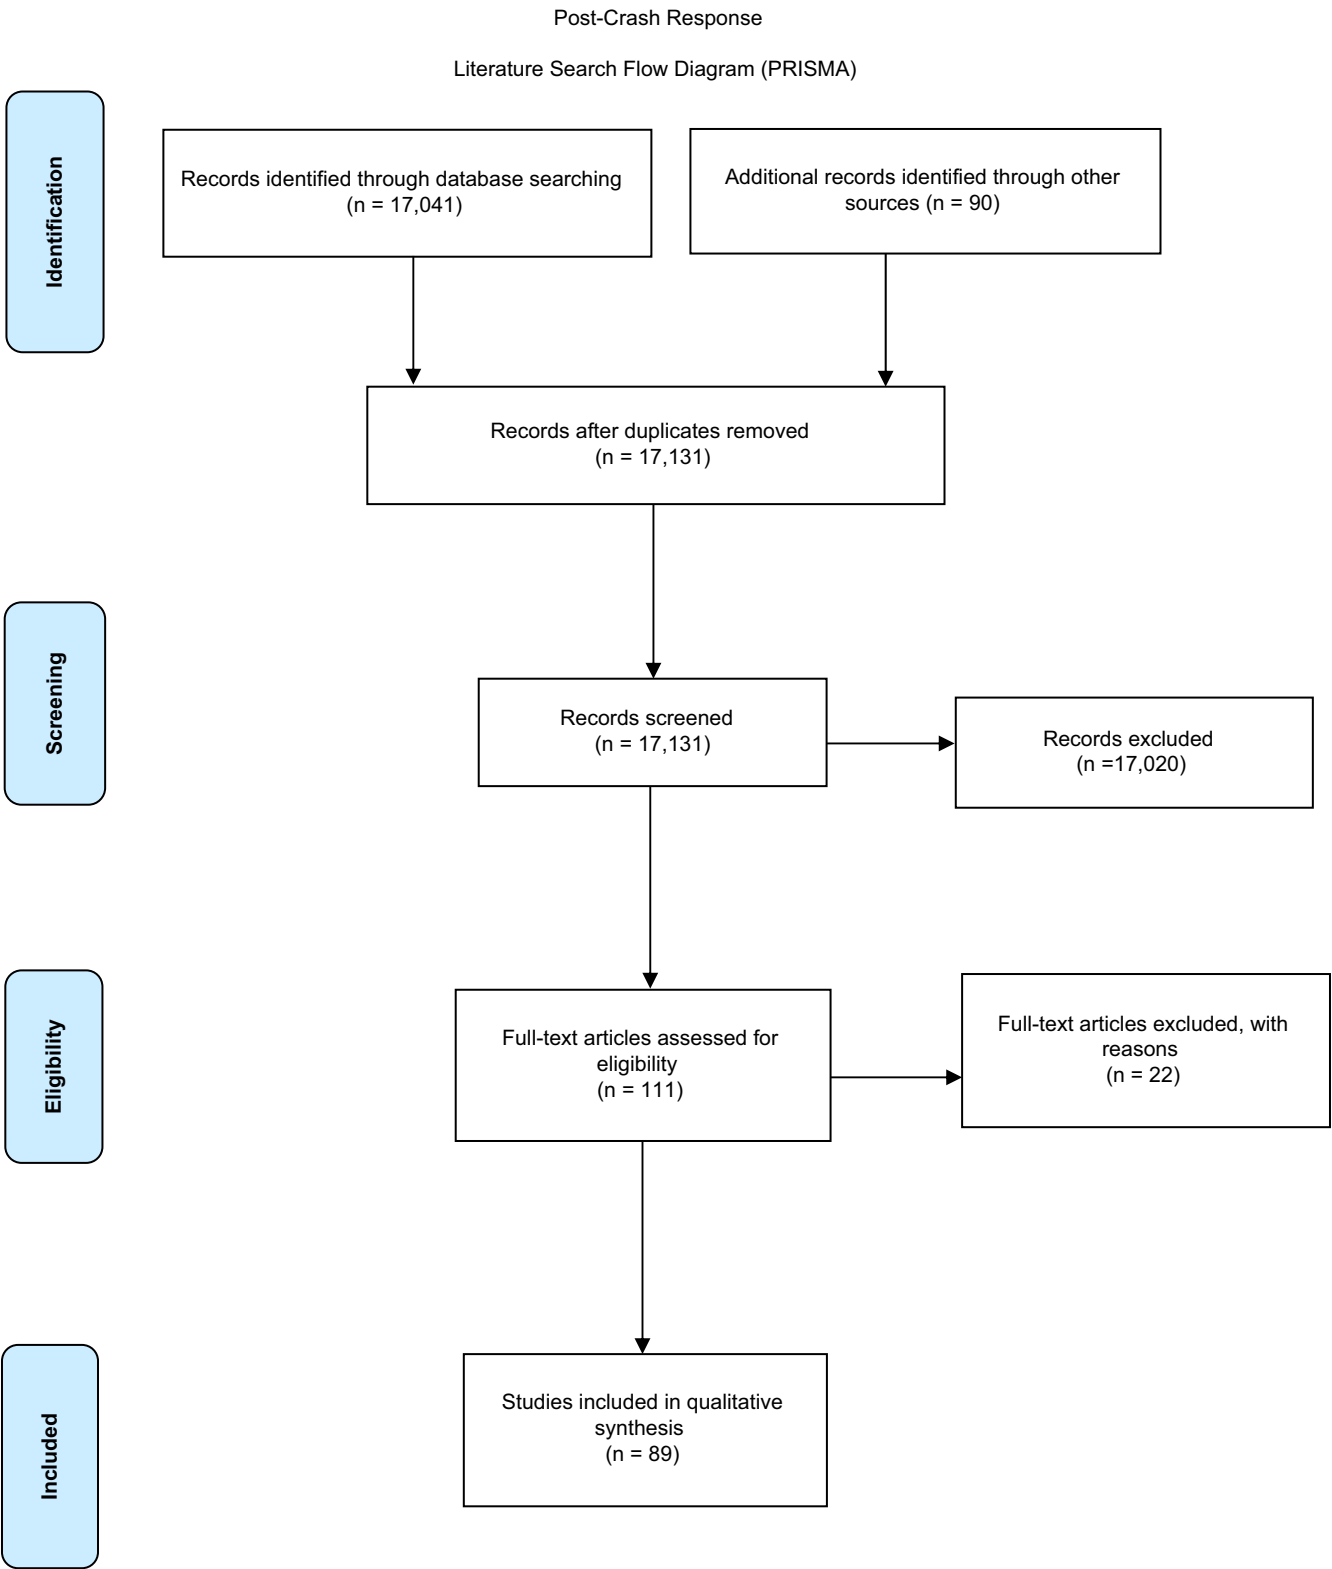 Post-Crash Response
Literature Search Flow Diagram (PRISMA)
Identification
Records identified through database searching
(n = 17,041)
Additional records identified through other
sources (n = 90)
Records after duplicates removed
(n = 17,131)
Screening
Records screened
(n = 17,131)
Records excluded
(n =17,020)
Eligibility
Full-text articles assessed for
eligibility
(n = 111)
Full-text articles excluded, with
reasons
(n = 22)
Included
Studies included in qualitative
synthesis
(n = 89)